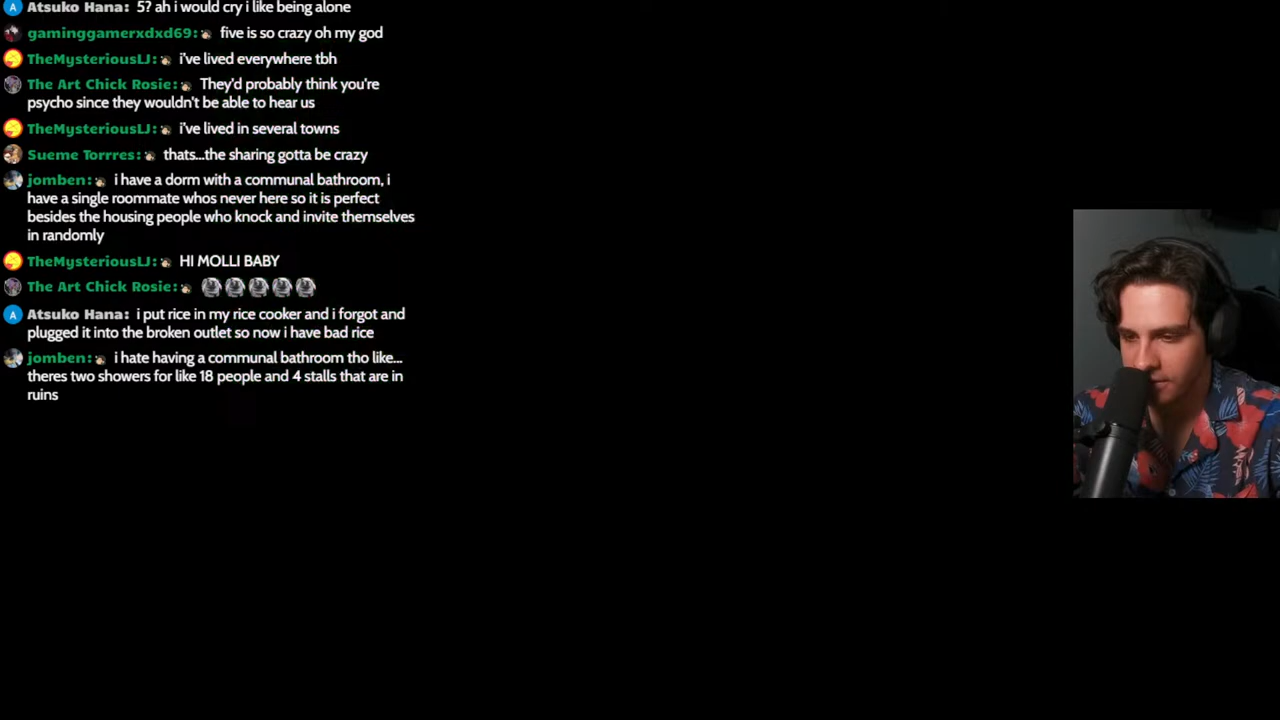 A Atsuko Hana: 5? ah i would cry i like being alone
gaminggamerxdxd69: five is so crazy oh my god
TheMysteriousLJ: i've lived everywhere tbh
The Art Chick Rosie: They'd probably think you're
psycho since they wouldn't be able to hear us
TheMysteriousLJ: i've lived in several towns
Sueme Torrres: thats...the sharing gotta be crazy
jomben: i have a dorm with a communal bathroom, i
have a single roommate whos never here so it is perfect
besides the housing people who knock and invite themselves
in randomly
TheMysteriousLJ: HI MOLLI BABY
The Art Chick Rosie:
A Atsuko Hana: i put rice in my rice cooker and i forgot and
plugged it into the broken outlet so now i have bad rice
jomben: i hate having a communal bathroom tho like...
theres two showers for like 18 people and 4 stalls that are in
ruins